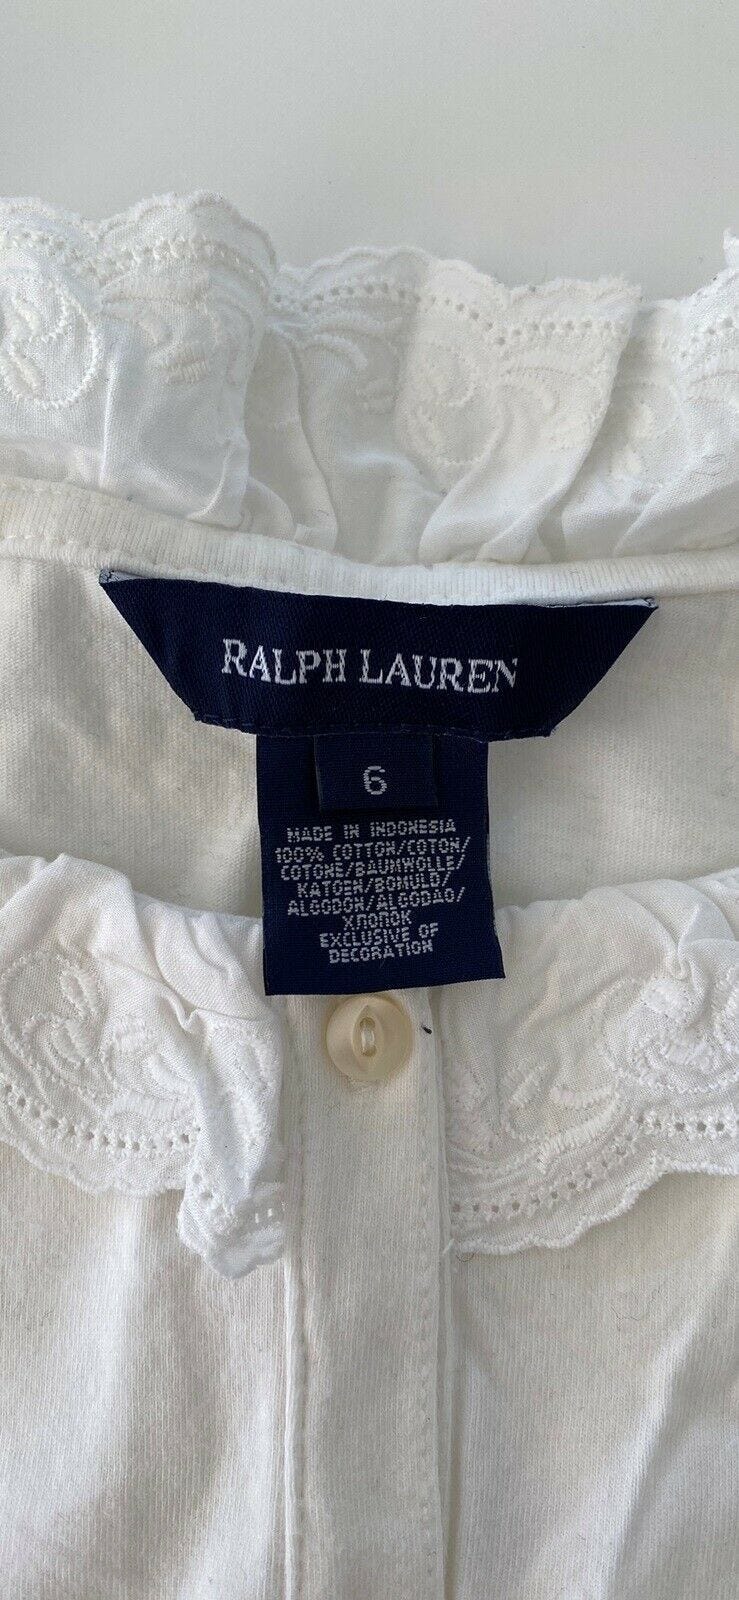 RALPH LAUREN
6
MADE IN INDONESIA
100% COTTON/COTON/
COTONE/BAUMWOLLE/
KATOEN/BOMULD/
ALGODON/ALGODAO/
ХЛОПОК
EXCLUSIVE OF
DECORATION